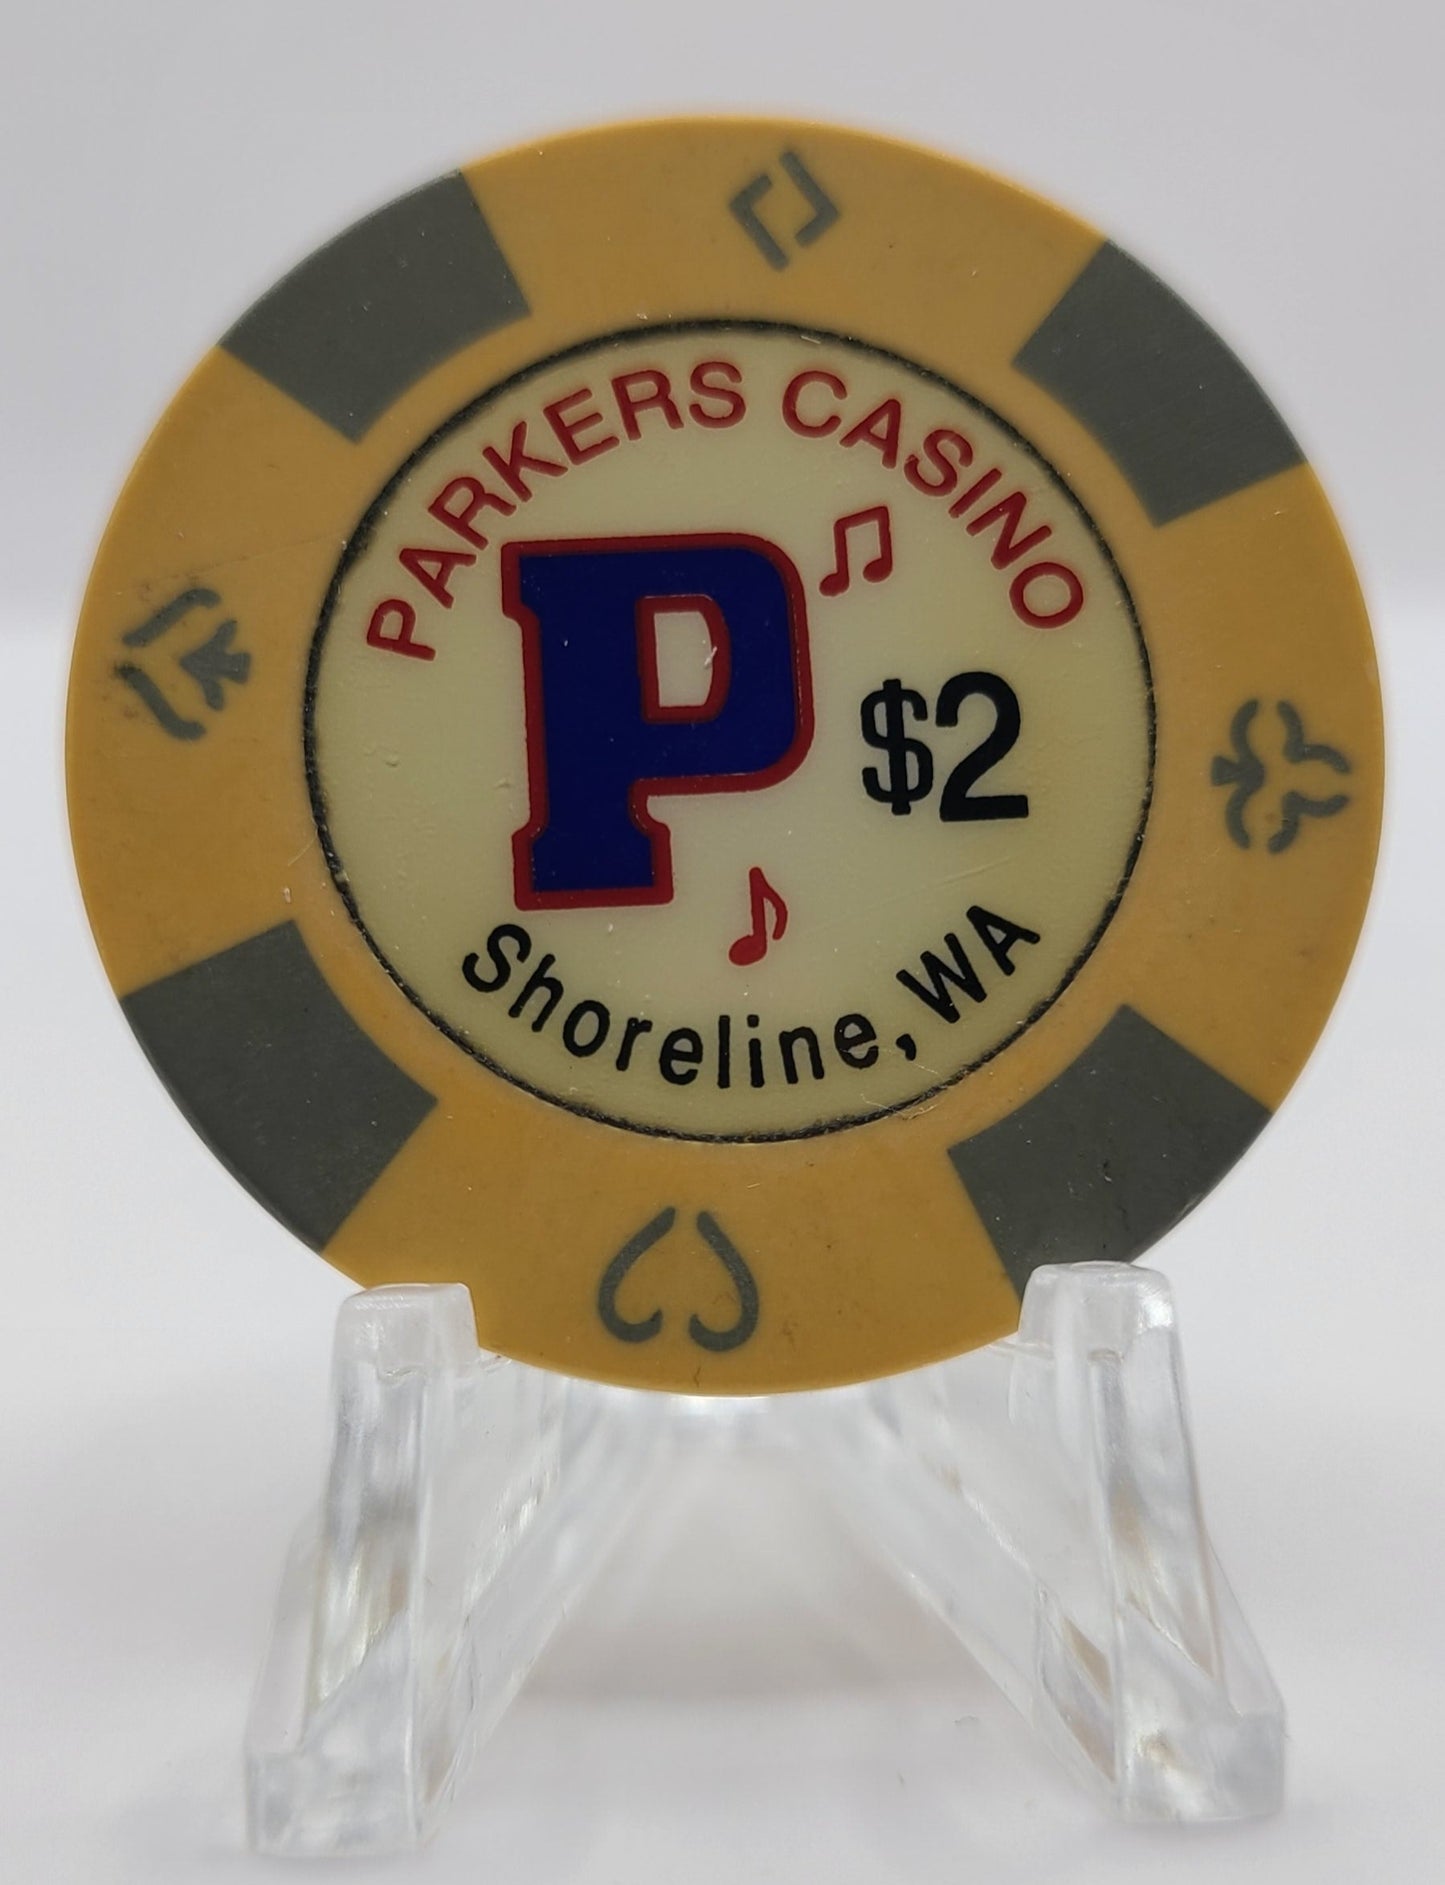 PARKERS CASINO
P
$2
Shoreline, WA